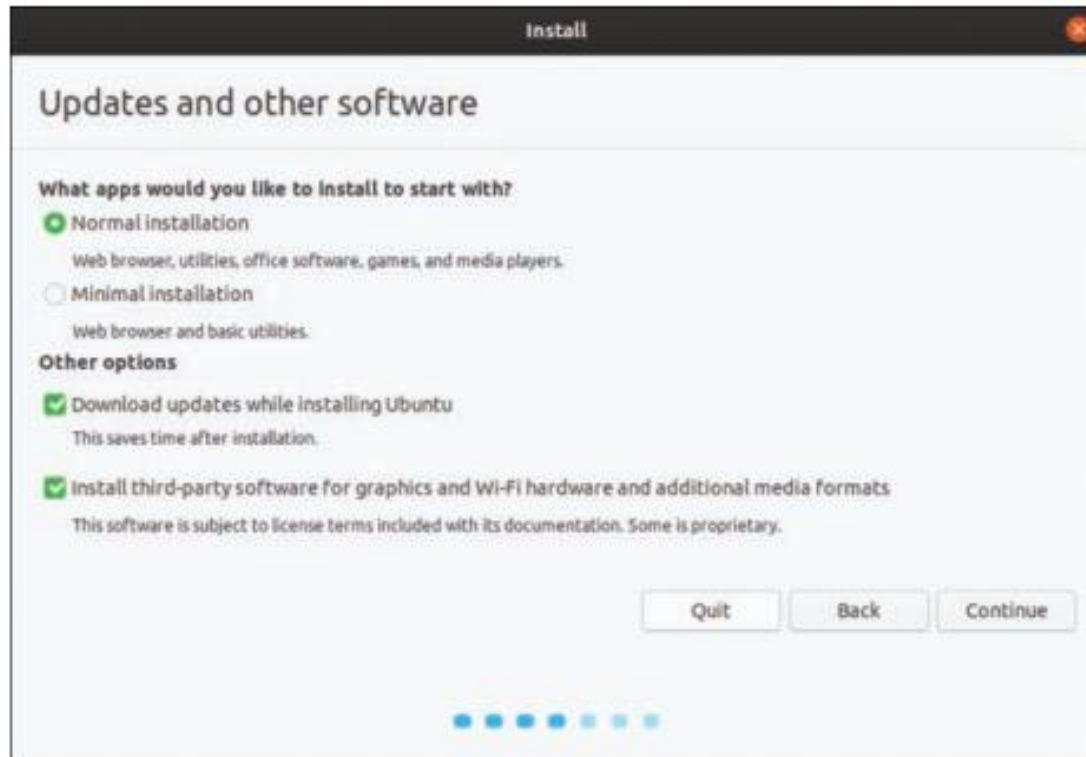 Install
Updates and other software
What apps would you like to install to start with?
Normal installation
Web browser, utilities, office software, games, and media players.
Minimal installation
Web browser and basic utilities.
Other options
Download updates while installing Ubuntu
This saves time after installation.
Install third-party software for graphics and Wi-Fi hardware and additional media formats
This software is subject to license terms included with its documentation. Some is proprietary.
Quit Back Continue